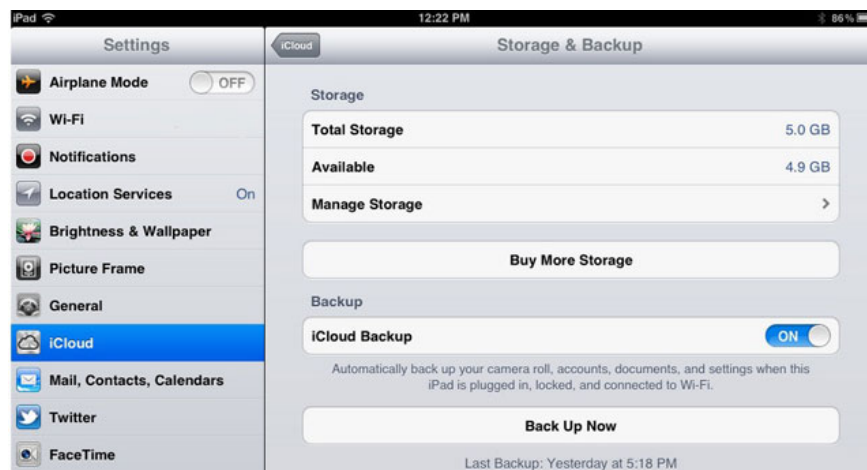 iPad 12:22 PM 86%
Settings
iCloud Storage & Backup
Airplane Mode OFF
Wi-Fi
Notifications
Location Services On
Brightness & Wallpaper
Picture Frame
General
iCloud
Mail, Contacts, Calendars
Twitter
FaceTime
Storage
Total Storage 5.0 GB
Available 4.9 GB
Manage Storage
Buy More Storage
Backup
iCloud Backup ON
Automatically back up your camera roll, accounts, documents, and settings when this
iPad is plugged in, locked, and connected to Wi-Fi.
Back Up Now
Last Backup: Yesterday at 5:18 PM